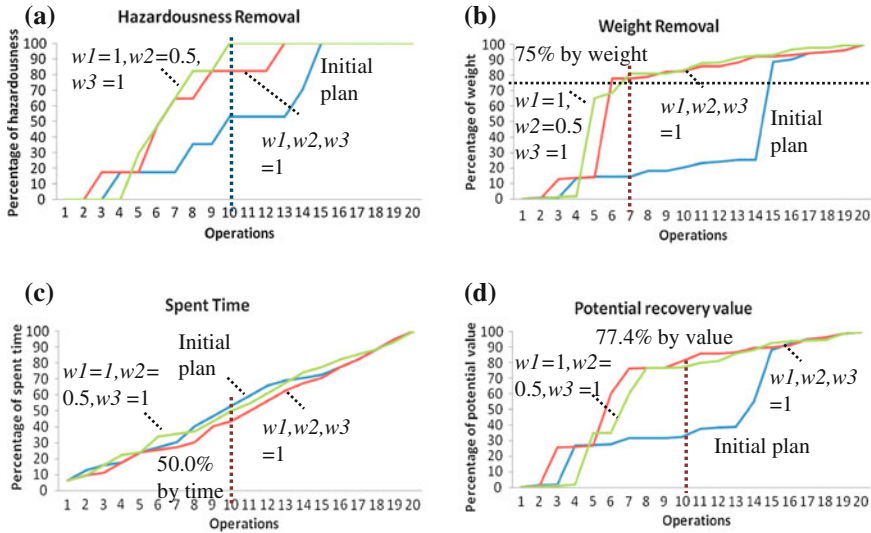 (a)
Hazardousness Removal
Percentage of hazardousness
100
90
80
70
60
50
40
30
20
10
0
w1=1,w2=0.5,
w3 =1
Initial
plan
w1,w2,w3
=1
1 2 3 4 5 6 7 8 9 10 11 12 13 14 15 16 17 18 19 20
Operations
(b)
Weight Removal
Percentage of weight
100
90
80
70
60
50
40
30
20
10
0
75% by weight
w1=1,
w2=0.5
w3 =1
w1,w2,w3
=1
Initial
plan
1 2 3 4 5 6 7 8 9 10 11 12 13 14 15 16 17 18 19 20
Operations
(c)
Spent Time
Percentage of spent time
100
90
80
70
60
50
40
30
20
10
0
w1=1,w2=
0.5,w3 =1
Initial
plan
50.0%
by time
w1,w2,w3
=1
1 2 3 4 5 6 7 8 9 10 11 12 13 14 15 16 17 18 19 20
Operations
(d)
Potential recovery value
Percentage of potential value
100
90
80
70
60
50
40
30
20
10
0
77.4% by value
w1=1,w2=
0.5,w3 =1
w1,w2,w3
=1
Initial plan
1 2 3 4 5 6 7 8 9 10 11 12 13 14 15 16 17 18 19 20
Operations